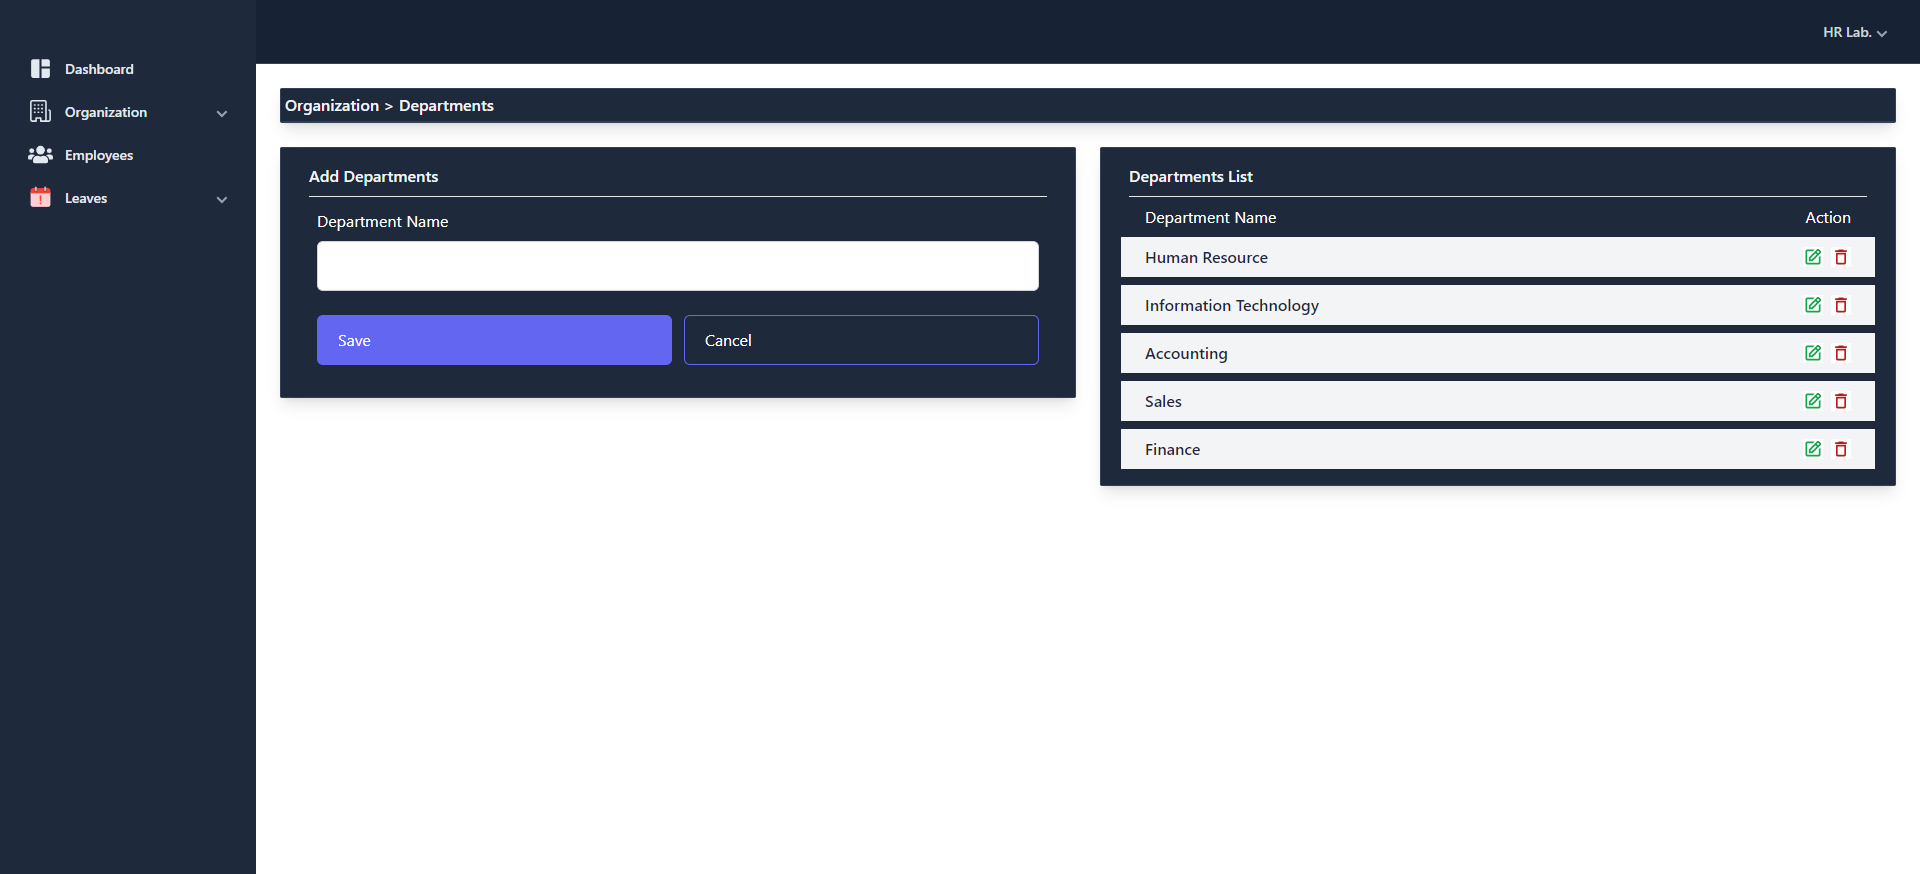 HR Lab.
Dashboard
Organization
Employees
Leaves
Organization > Departments
Add Departments
Department Name
Save
Cancel
Departments List
Department Name Action
Human Resource
Information Technology
Accounting
Sales
Finance